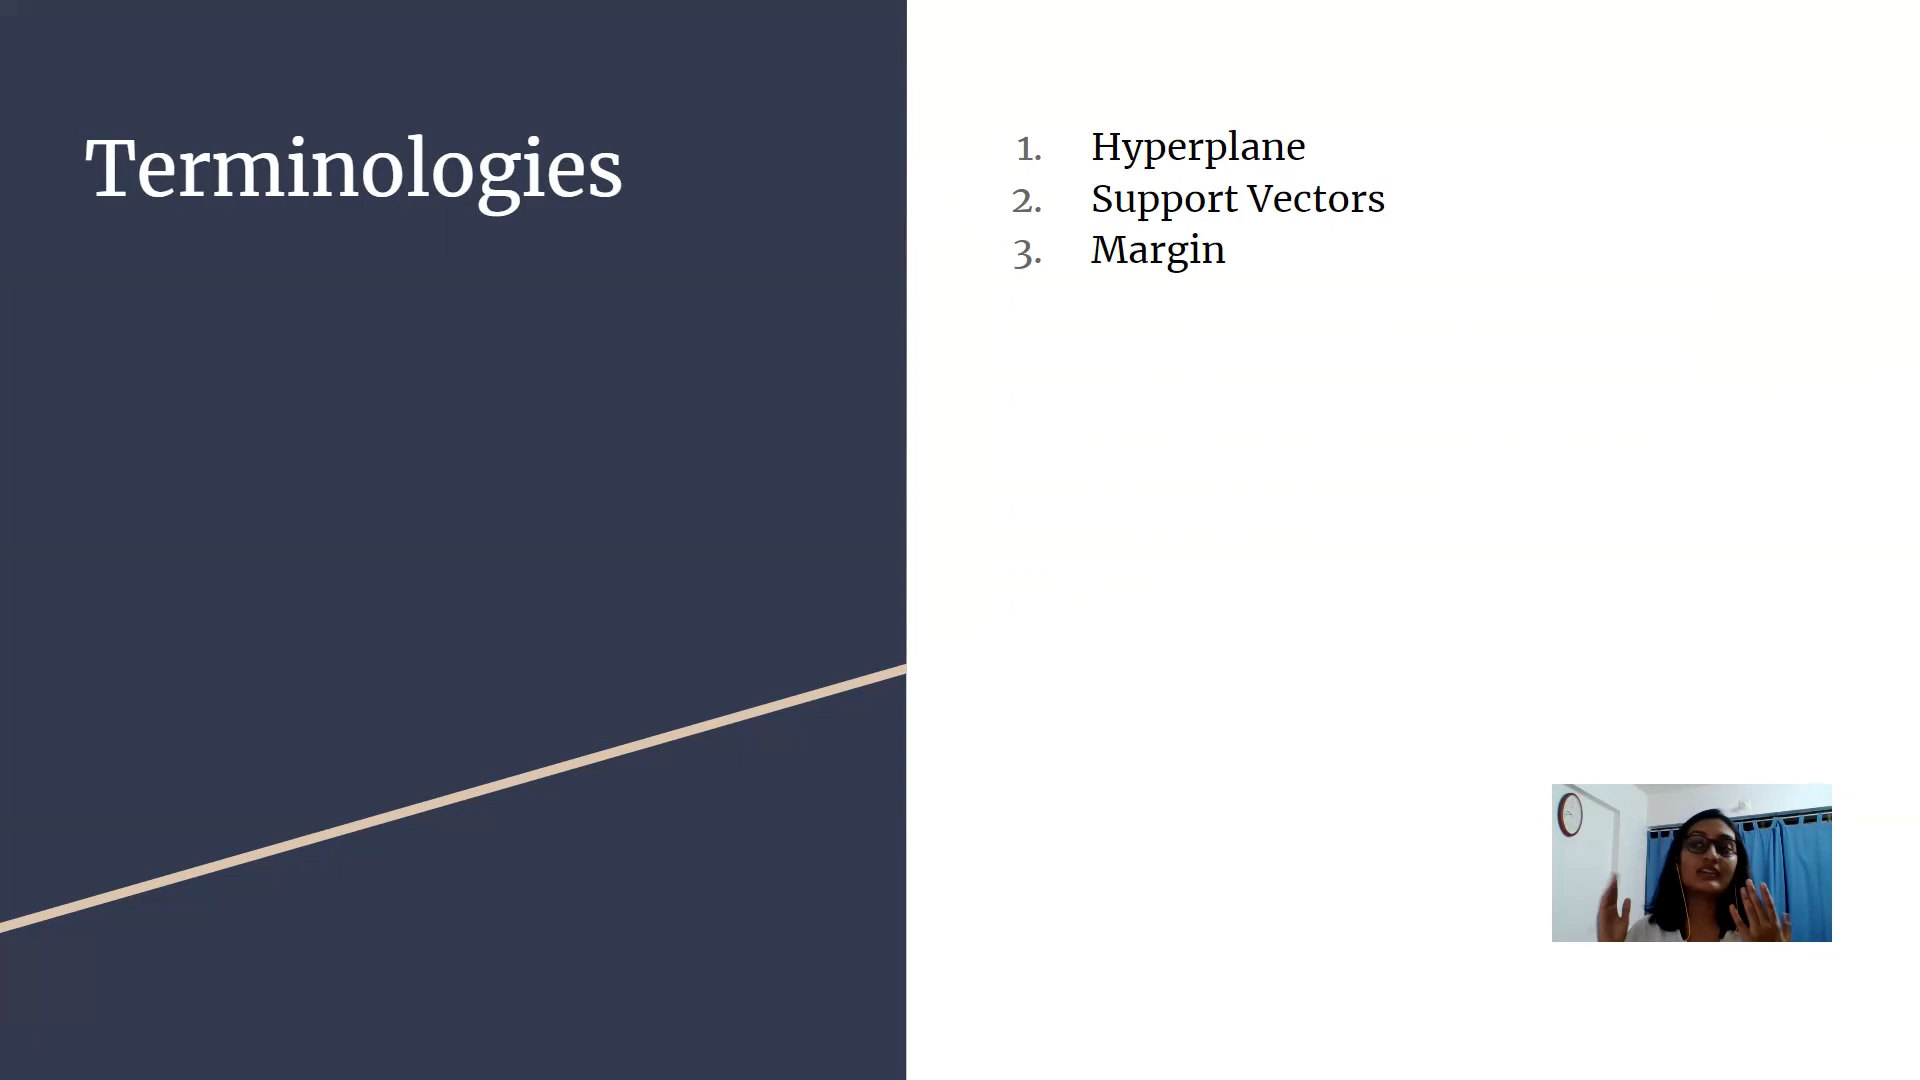 Terminologies
1. Hyperplane
2. Support Vectors
3. Margin